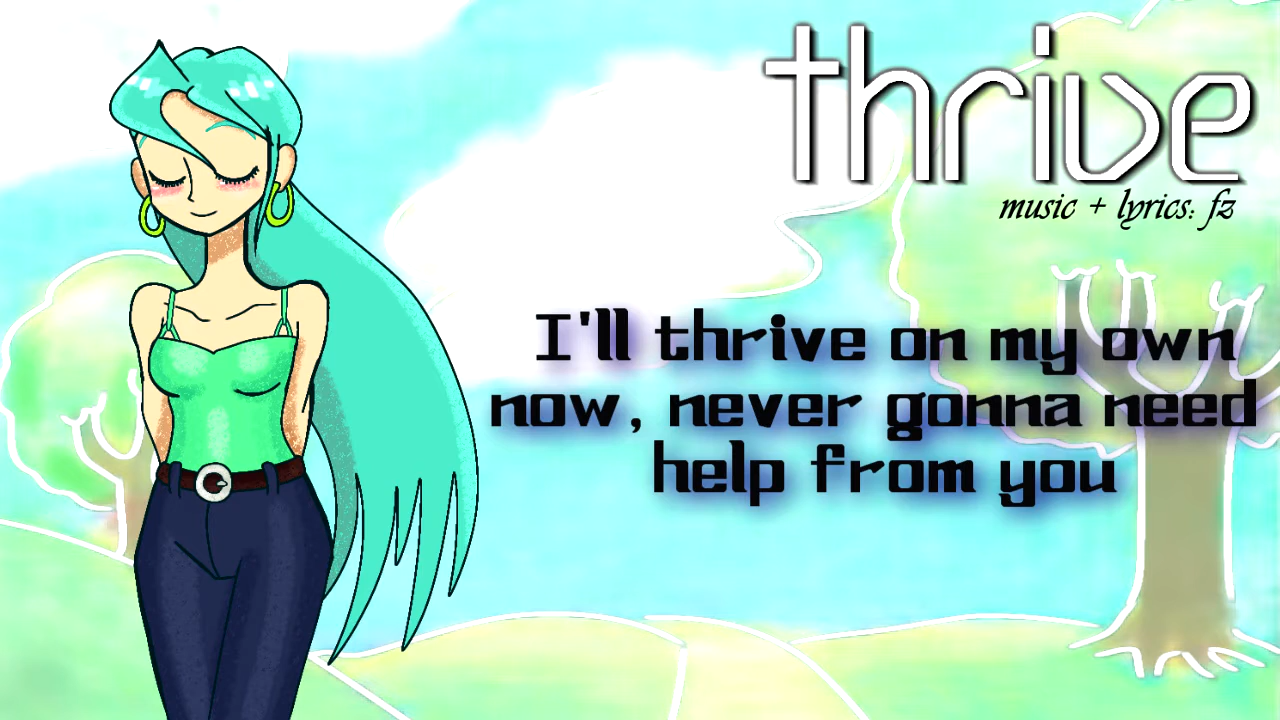 thrive
music + lyrics: fz
I'll thrive on my own
now, never gonna need
help from you